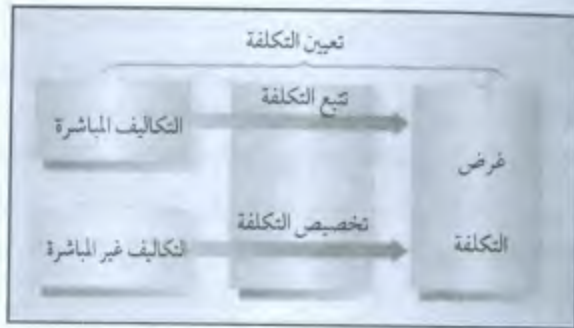 تعيين التكلفة
تتبع التكلفة
التكاليف المباشرة
غرض
تخصيص التكلفة
التكلفة
التكاليف غير المباشرة